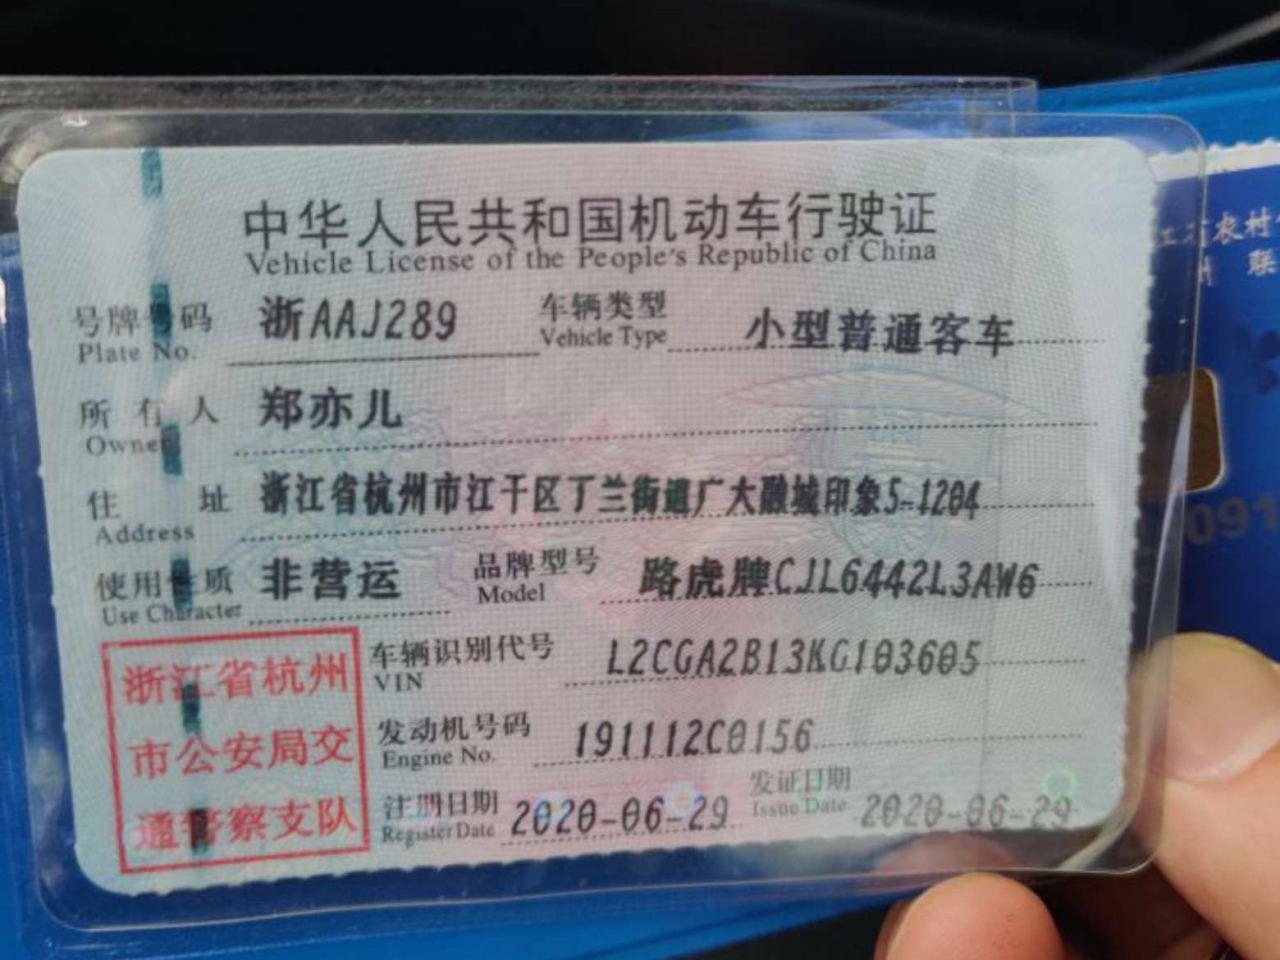 中华人民共和国机动车行驶证
Vehicle License of the People's Republic of China
号牌号码 浙AAJ289 车辆类型 小型普通客车
Plate No. Vehicle Type
所有人 郑亦儿
Owner
住址 浙江省杭州市江干区丁兰街道广大融城印象5-1204
Address
使用性质 非营运 品牌型号 路虎牌CJL6442L3AW6
Use Character Model
车辆识别代号 L2CGA2B13KG103605
VIN
发动机号码 191112C0156
Engine No.
注册日期 2020-06-29 发证日期 2020-06-29
Register Date Issue Date
浙江省杭州
市公安局交
通警察支队
农村
联
091